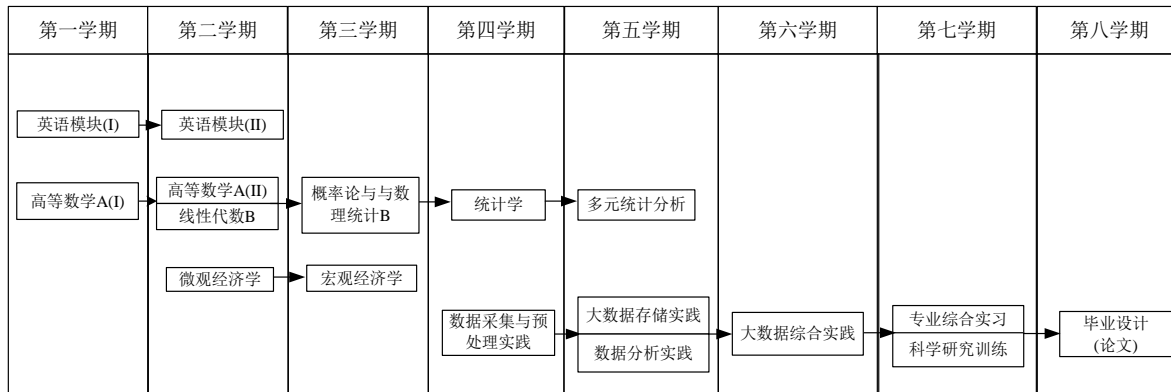 第一学期
第二学期
第三学期
第四学期
第五学期
第六学期
第七学期
第八学期
英语模块(I)
英语模块(II)
高等数学A(I)
高等数学A(II)
线性代数B
概率论与与数
理统计B
统计学
多元统计分析
微观经济学
宏观经济学
数据采集与预
处理实践
大数据存储实践
数据分析实践
大数据综合实践
专业综合实习
科学研究训练
毕业设计
(论文)